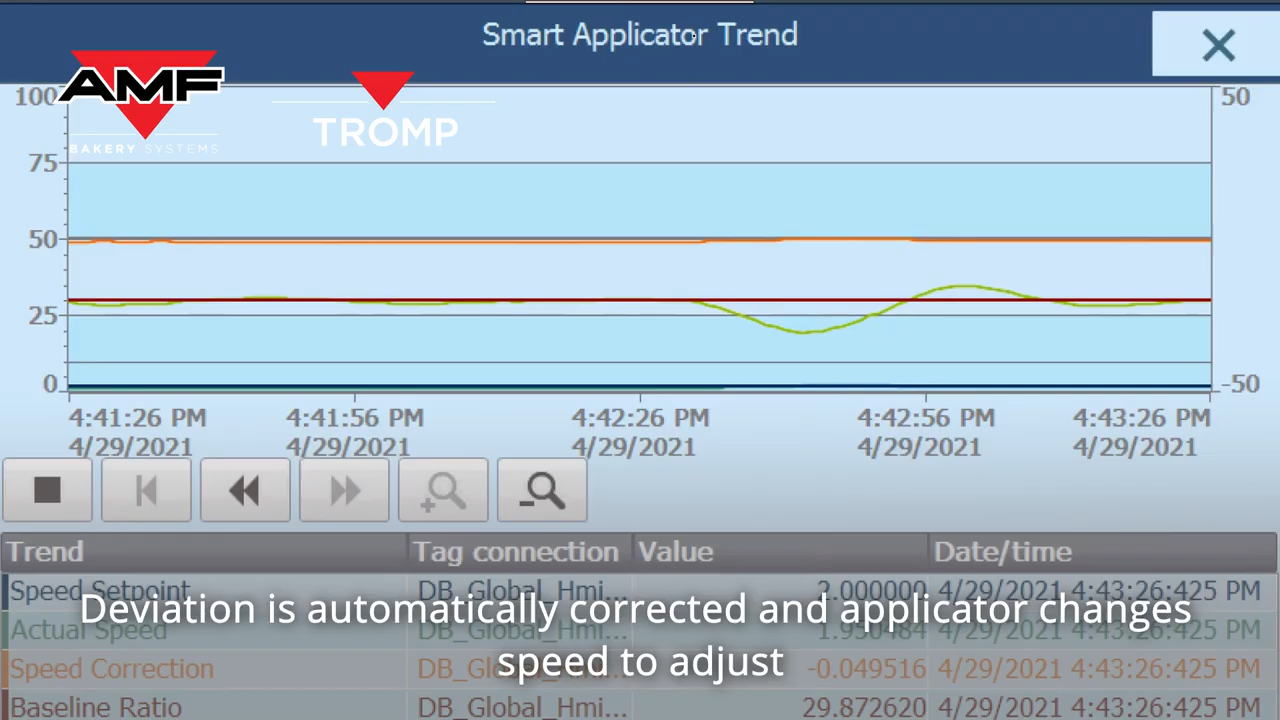 Smart Applicator Trend
AMF
BAKERY SYSTEMS
TROMP
100
75
50
25
0
50
-50
4:41:26 PM 4:41:56 PM 4:42:26 PM 4:42:56 PM 4:43:26 PM
4/29/2021 4/29/2021 4/29/2021 4/29/2021 4/29/2021
Trend Tag connection Value Date/time
Speed Setpoint DB_Global_Hmi... 2.000000 4/29/2021 4:43:26:425 PM
Actual Speed DB_Global_Hmi... 1.950484 4/29/2021 4:43:26:425 PM
Speed Correction DB_Global_Hmi... -0.049516 4/29/2021 4:43:26:425 PM
Baseline Ratio DB_Global_Hmi... 29.872620 4/29/2021 4:43:26:425 PM
Deviation is automatically corrected and applicator changes
speed to adjust